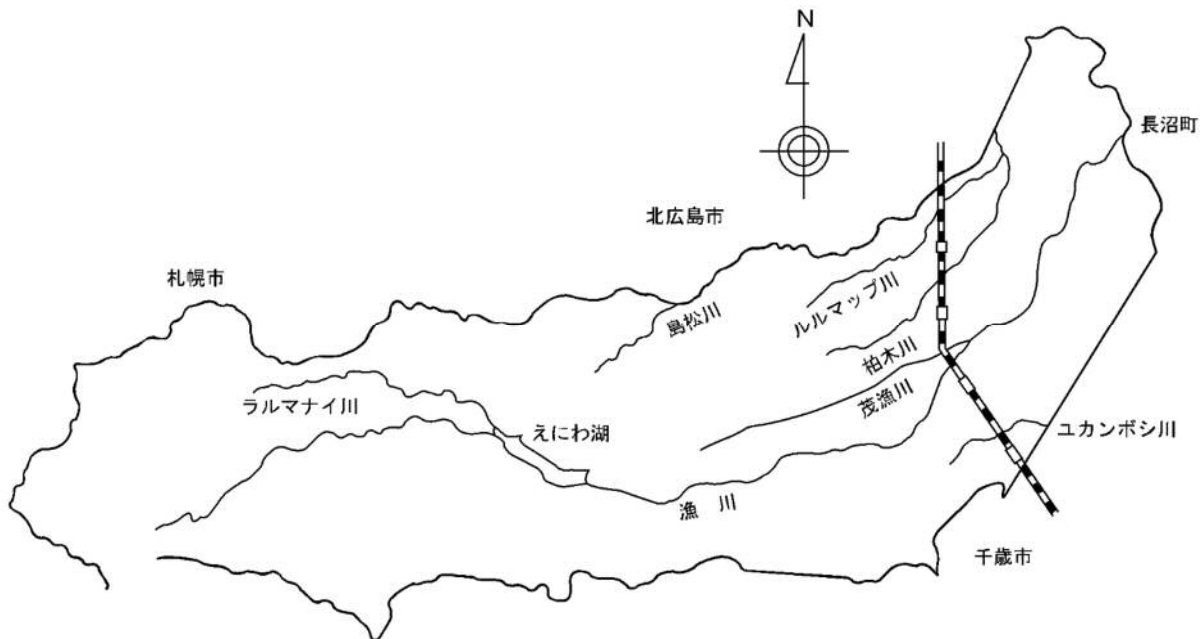 N
長沼町
北広島市
札幌市
ルルマップ川
島松川
柏木川
ラルマナイ川
茂漁川
えにわ湖
ユカンボシ川
漁 川
千歳市